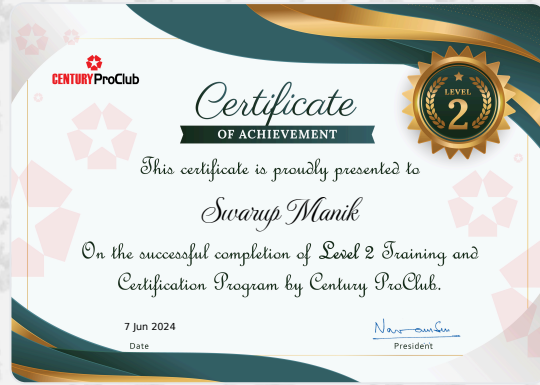 CENTURY ProClub
Certificate
OF ACHIEVEMENT
LEVEL
2
This certificate is proudly presented to
Swarup Manik
On the successful completion of Level 2 Training and
Certification Program by Century ProClub.
7 Jun 2024
Date
President